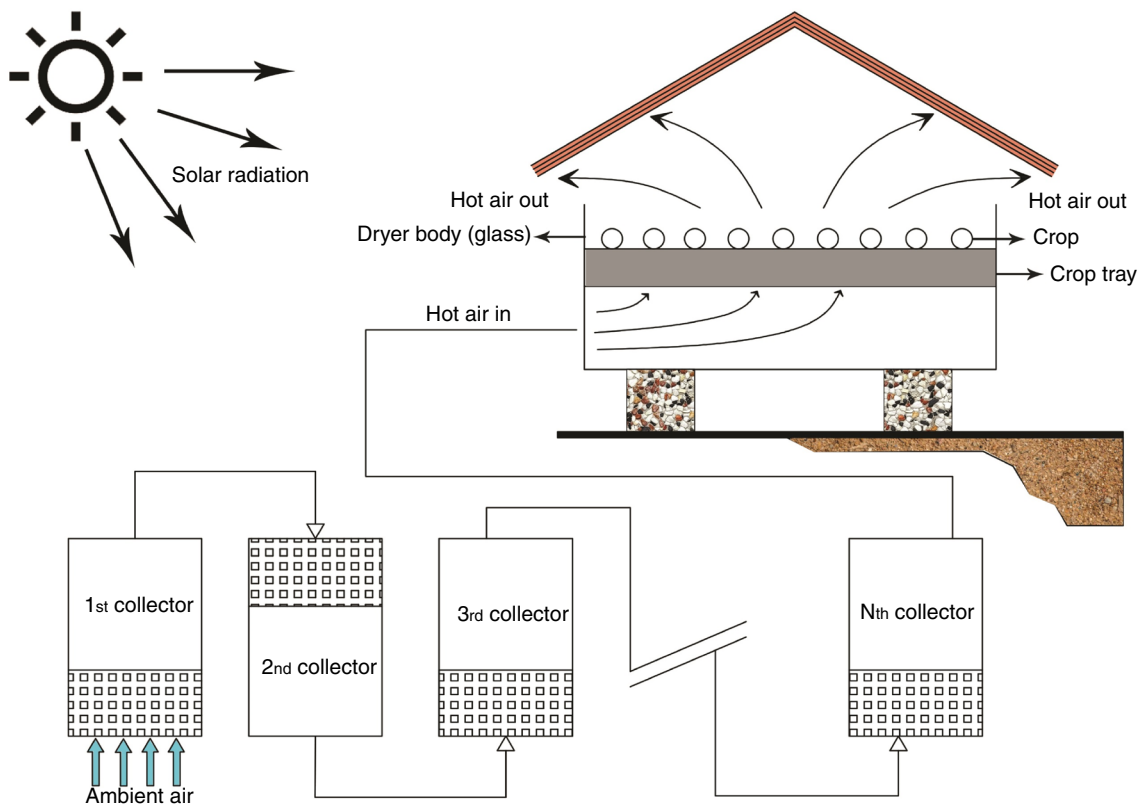 Solar radiation
Hot air out
Hot air out
Dryer body (glass)
Crop
Crop tray
Hot air in
1st collector
2nd collector
3rd collector
Nth collector
Ambient air